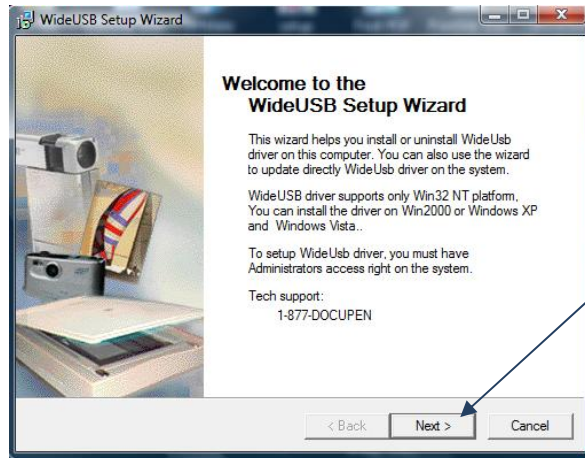 WideUSB Setup Wizard
Welcome to the
WideUSB Setup Wizard
This wizard helps you install or uninstall WideUsb
driver on this computer. You can also use the wizard
to update directly WideUsb driver on the system.
WideUSB driver supports only Win32 NT platform,
You can install the driver on Win2000 or Windows XP
and Windows Vista..
To setup WideUsb driver, you must have
Administrators access right on the system.
Tech support:
1-877-DOCUPEN
< Back Next > Cancel